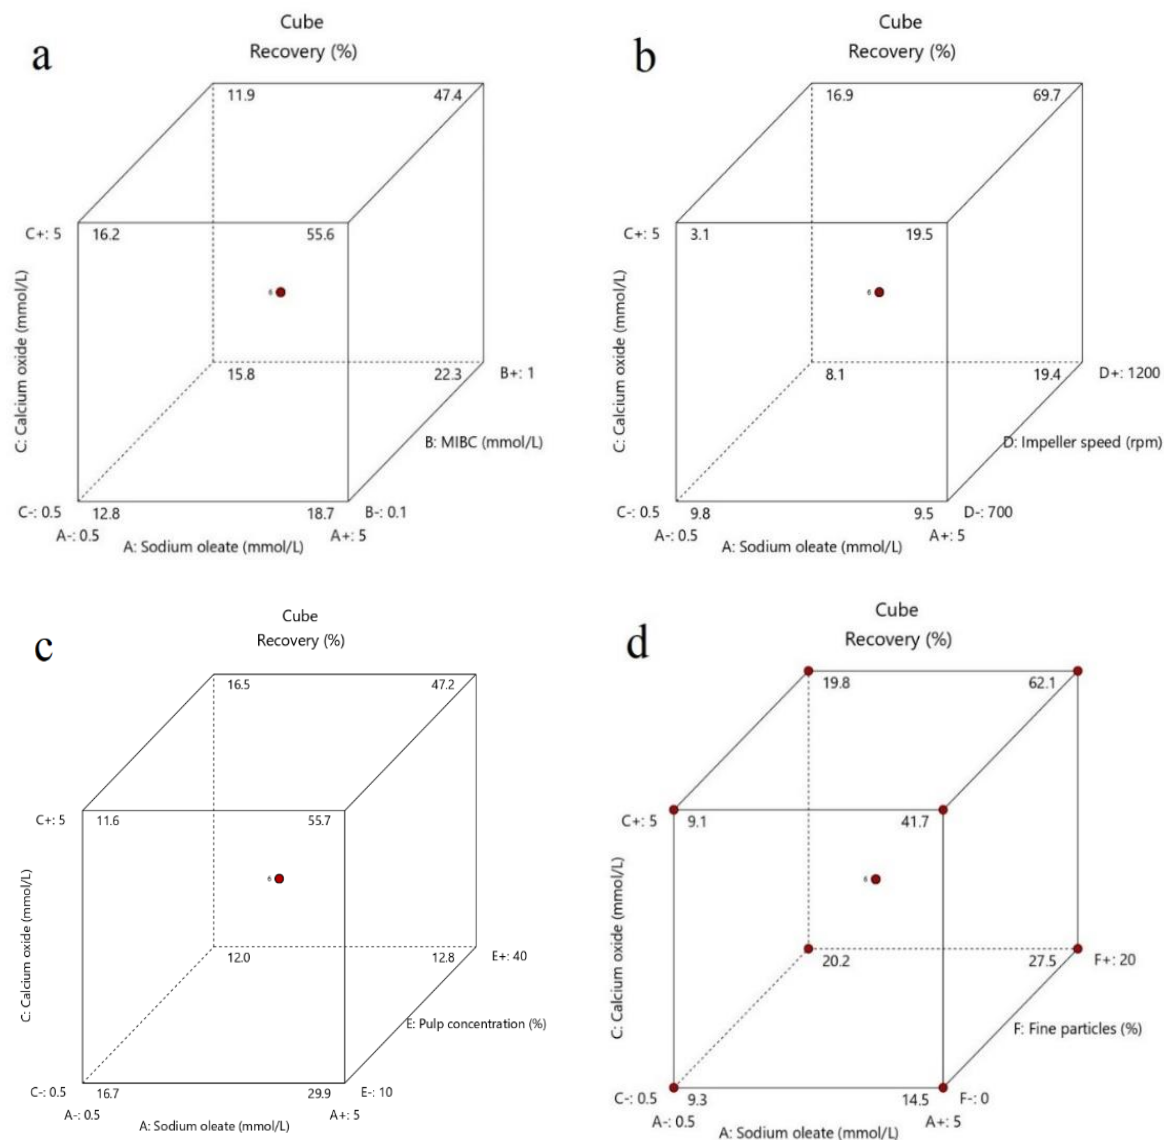 a
Cube
Recovery (%)
11.9 47.4
C+: 5 16.2 55.6
C: Calcium oxide (mmol/L)
6
15.8 22.3 B+: 1
B: MIBC (mmol/L)
C-: 0.5 12.8 18.7 B-: 0.1
A-: 0.5 A+: 5
A: Sodium oleate (mmol/L)
b
Cube
Recovery (%)
16.9 69.7
C+: 5 3.1 19.5
C: Calcium oxide (mmol/L)
6
8.1 19.4 D+: 1200
D: Impeller speed (rpm)
C-: 0.5 9.8 9.5 D-: 700
A-: 0.5 A+: 5
A: Sodium oleate (mmol/L)
c
Cube
Recovery (%)
16.5 47.2
C+: 5 11.6 55.7
C: Calcium oxide (mmol/L)
6
12.0 12.8 E+: 40
E: Pulp concentration (%)
C-: 0.5 16.7 29.9 E-: 10
A-: 0.5 A+: 5
A: Sodium oleate (mmol/L)
d
Cube
Recovery (%)
19.8 62.1
C+: 5 9.1 41.7
C: Calcium oxide (mmol/L)
6
20.2 27.5 F+: 20
F: Fine particles (%)
C-: 0.5 9.3 14.5 F-: 0
A-: 0.5 A+: 5
A: Sodium oleate (mmol/L)